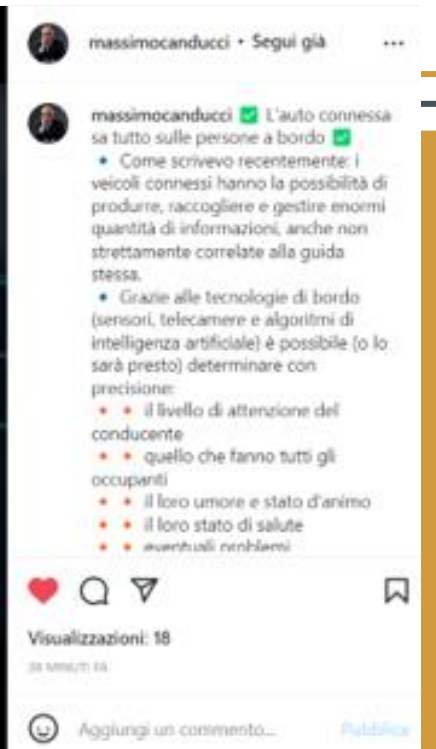 massimocanducci • Segui già
massimocanducci ✅ L'auto connessa
sa tutto sulle persone a bordo ✅
🔹 Come scrivevo recentemente: i
veicoli connessi hanno la possibilità di
produrre, raccogliere e gestire enormi
quantità di informazioni, anche non
strettamente correlate alla guida
stessa.
🔹 Grazie alle tecnologie di bordo
(sensori, telecamere e algoritmi di
intelligenza artificiale) è possibile (o lo
sarà presto) determinare con
precisione:
🔸 🔸 il livello di attenzione del
conducente
🔸 🔸 quello che fanno tutti gli
occupanti
🔸 🔸 il loro umore e stato d'animo
🔸 🔸 il loro stato di salute
🔸 🔸 eventuali problemi
Visualizzazioni: 18
MINUTI FA
Aggiungi un commento...
Pubblica